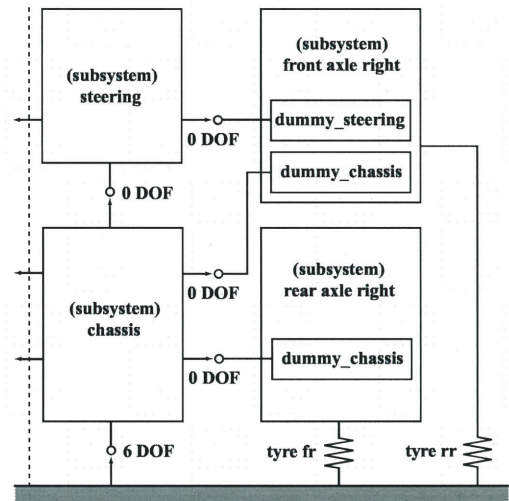 (subsystem)
steering
0 DOF
(subsystem)
front axle right
dummy_steering
dummy_chassis
0 DOF
(subsystem)
chassis
0 DOF
0 DOF
6 DOF
(subsystem)
rear axle right
dummy_chassis
tyre fr
tyre rr